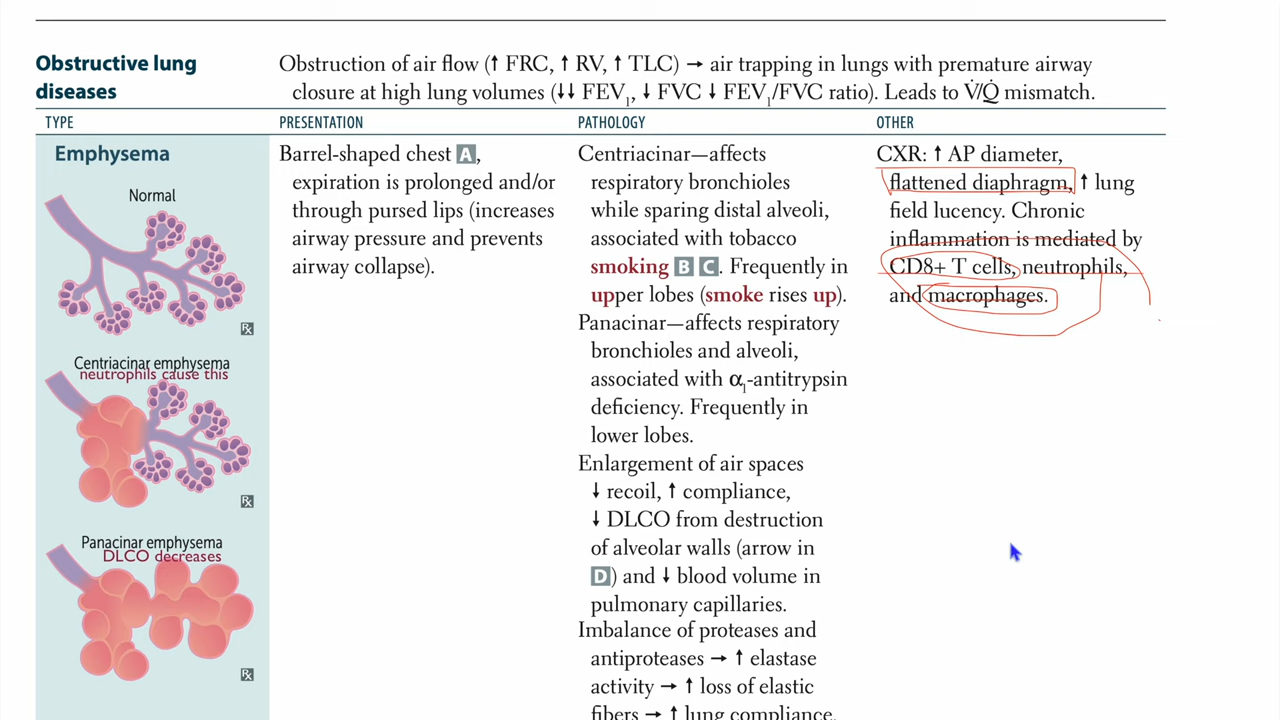 Obstructive lung
diseases
Obstruction of air flow (↑ FRC, ↑ RV, ↑ TLC) → air trapping in lungs with premature airway
closure at high lung volumes (↓↓ FEV₁, ↓ FVC ↓ FEV₁/FVC ratio). Leads to V̇/Q̇ mismatch.
TYPE
PRESENTATION
PATHOLOGY
OTHER
Emphysema
Normal
Rx
Centriacinar emphysema
neutrophils cause this
Rx
Panacinar emphysema
DLCO decreases
Rx
Barrel-shaped chest A,
expiration is prolonged and/or
through pursed lips (increases
airway pressure and prevents
airway collapse).
Centriacinar—affects
respiratory bronchioles
while sparing distal alveoli,
associated with tobacco
smoking B C. Frequently in
upper lobes (smoke rises up).
Panacinar—affects respiratory
bronchioles and alveoli,
associated with α₁-antitrypsin
deficiency. Frequently in
lower lobes.
Enlargement of air spaces
↓ recoil, ↑ compliance,
↓ DLCO from destruction
of alveolar walls (arrow in
D) and ↓ blood volume in
pulmonary capillaries.
Imbalance of proteases and
antiproteases → ↑ elastase
activity → ↑ loss of elastic
fibers → ↑ lung compliance.
CXR: ↑ AP diameter,
flattened diaphragm, ↑ lung
field lucency. Chronic
inflammation is mediated by
CD8+ T cells, neutrophils,
and macrophages.